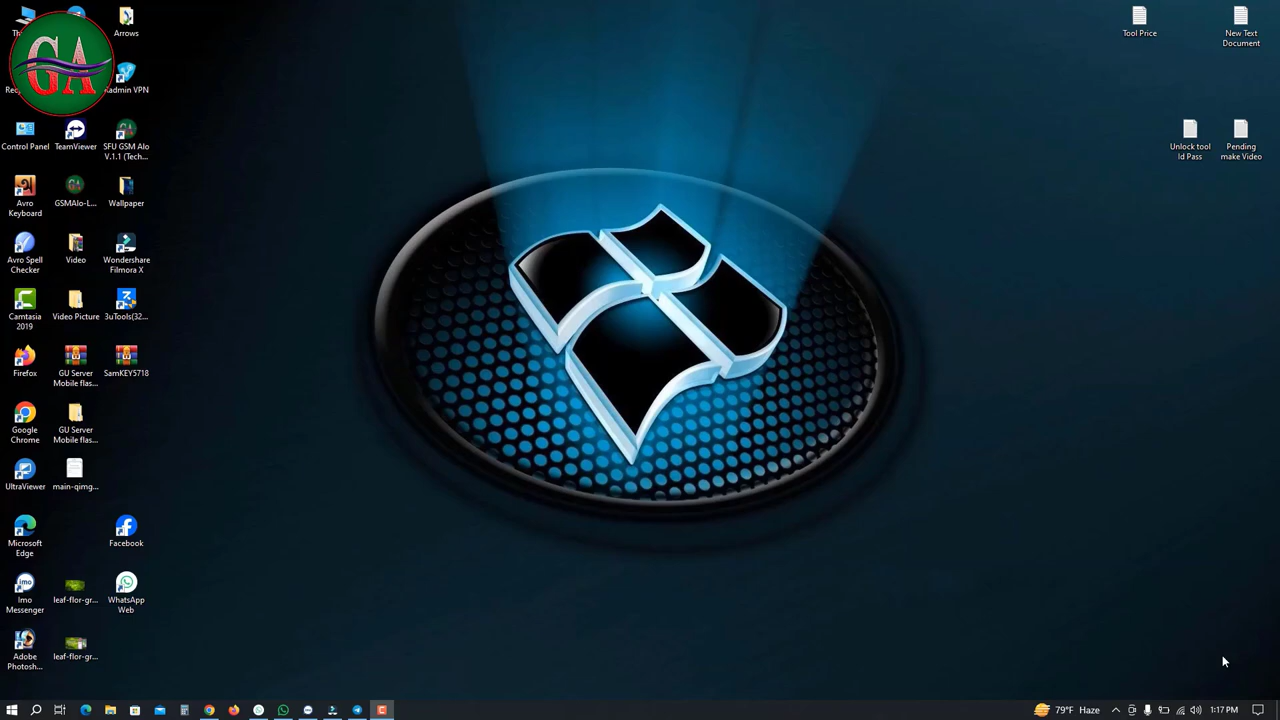 Arrows
Tool Price
New Text
Document
GA
Radmin VPN
Control Panel
TeamViewer
SFU GSM Alo
V.1.1 (Tech...
Unlock tool
Id Pass
Pending
make Video
Avro
Keyboard
GSMAlo-L...
Wallpaper
Avro Spell
Checker
Video
Wondershare
Filmora X
Camtasia
2019
Video Picture
3uTools(32...
Firefox
GU Server
Mobile flas...
SamKEY5718
Google
Chrome
GU Server
Mobile flas...
UltraViewer
main-qimg...
Microsoft
Edge
Facebook
Imo
Messenger
leaf-flor-gr...
WhatsApp
Web
Adobe
Photosh...
leaf-flor-gr...
79°F Haze
1:17 PM